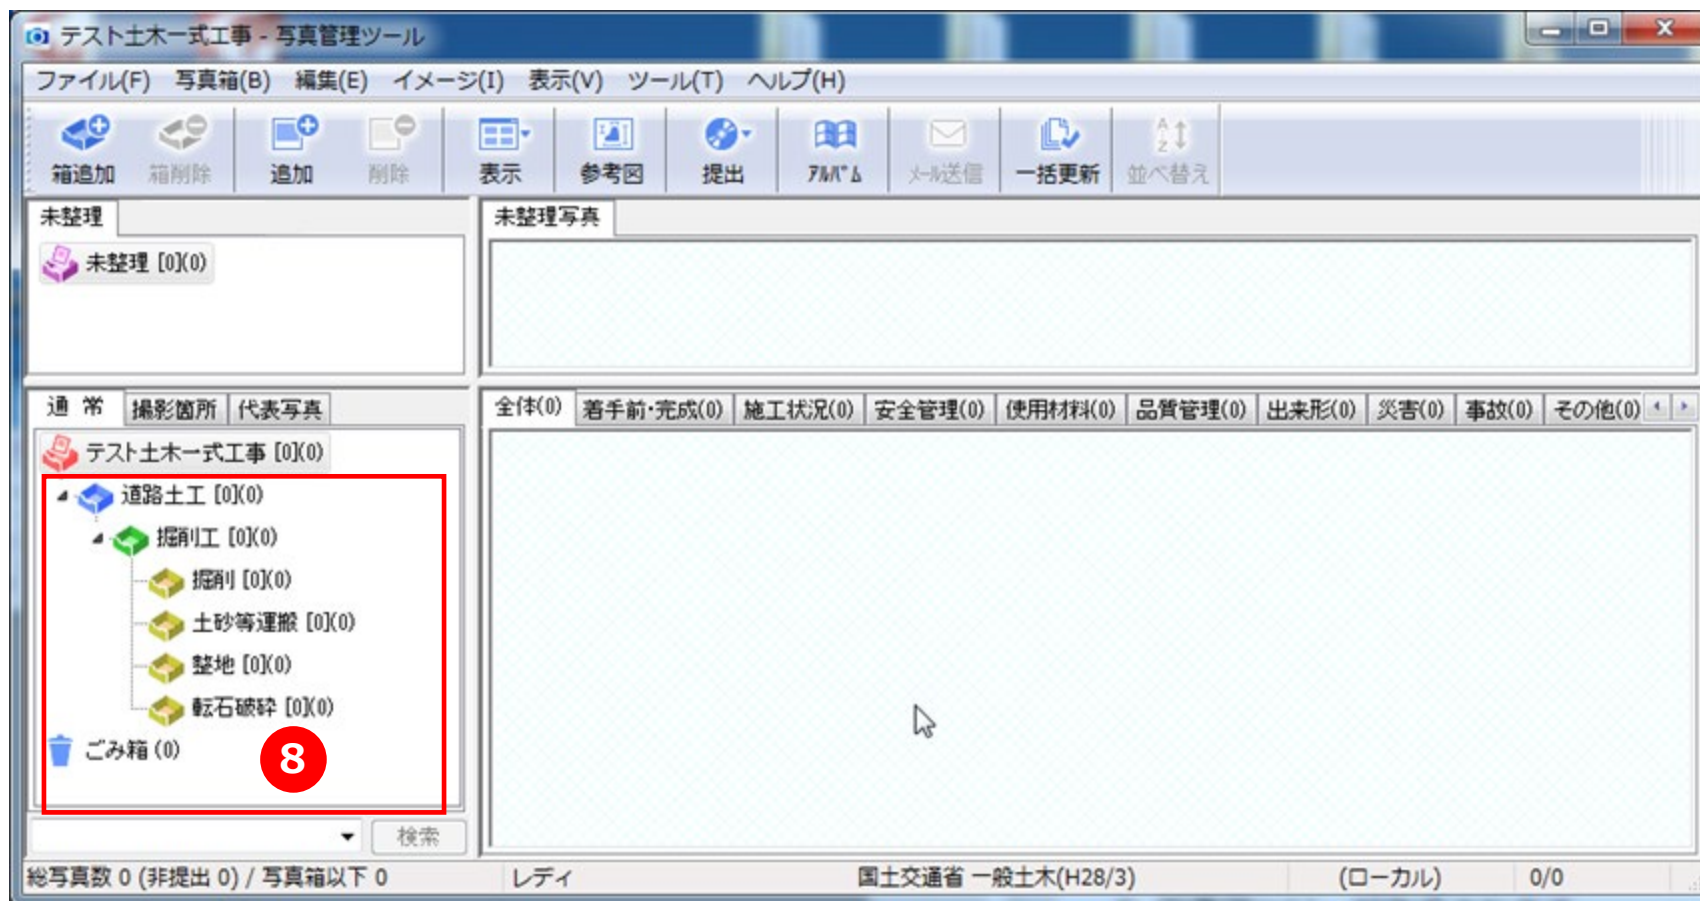 テスト土木一式工事 - 写真管理ツール
ファイル(F) 写真箱(B) 編集(E) イメージ(I) 表示(V) ツール(T) ヘルプ(H)
箱追加 箱削除 追加 削除 表示 参考図 提出 ｱﾙﾊﾞﾑ ﾒｰﾙ送信 一括更新 並べ替え
未整理
未整理 [0](0)
未整理写真
通 常 撮影箇所 代表写真
テスト土木一式工事 [0](0)
道路土工 [0](0)
掘削工 [0](0)
掘削 [0](0)
土砂等運搬 [0](0)
整地 [0](0)
転石破砕 [0](0)
ごみ箱 (0)
8
検索
全体(0) 着手前・完成(0) 施工状況(0) 安全管理(0) 使用材料(0) 品質管理(0) 出来形(0) 災害(0) 事故(0) その他(0)
総写真数 0 (非提出 0) / 写真箱以下 0 レディ 国土交通省 一般土木(H28/3) (ローカル) 0/0